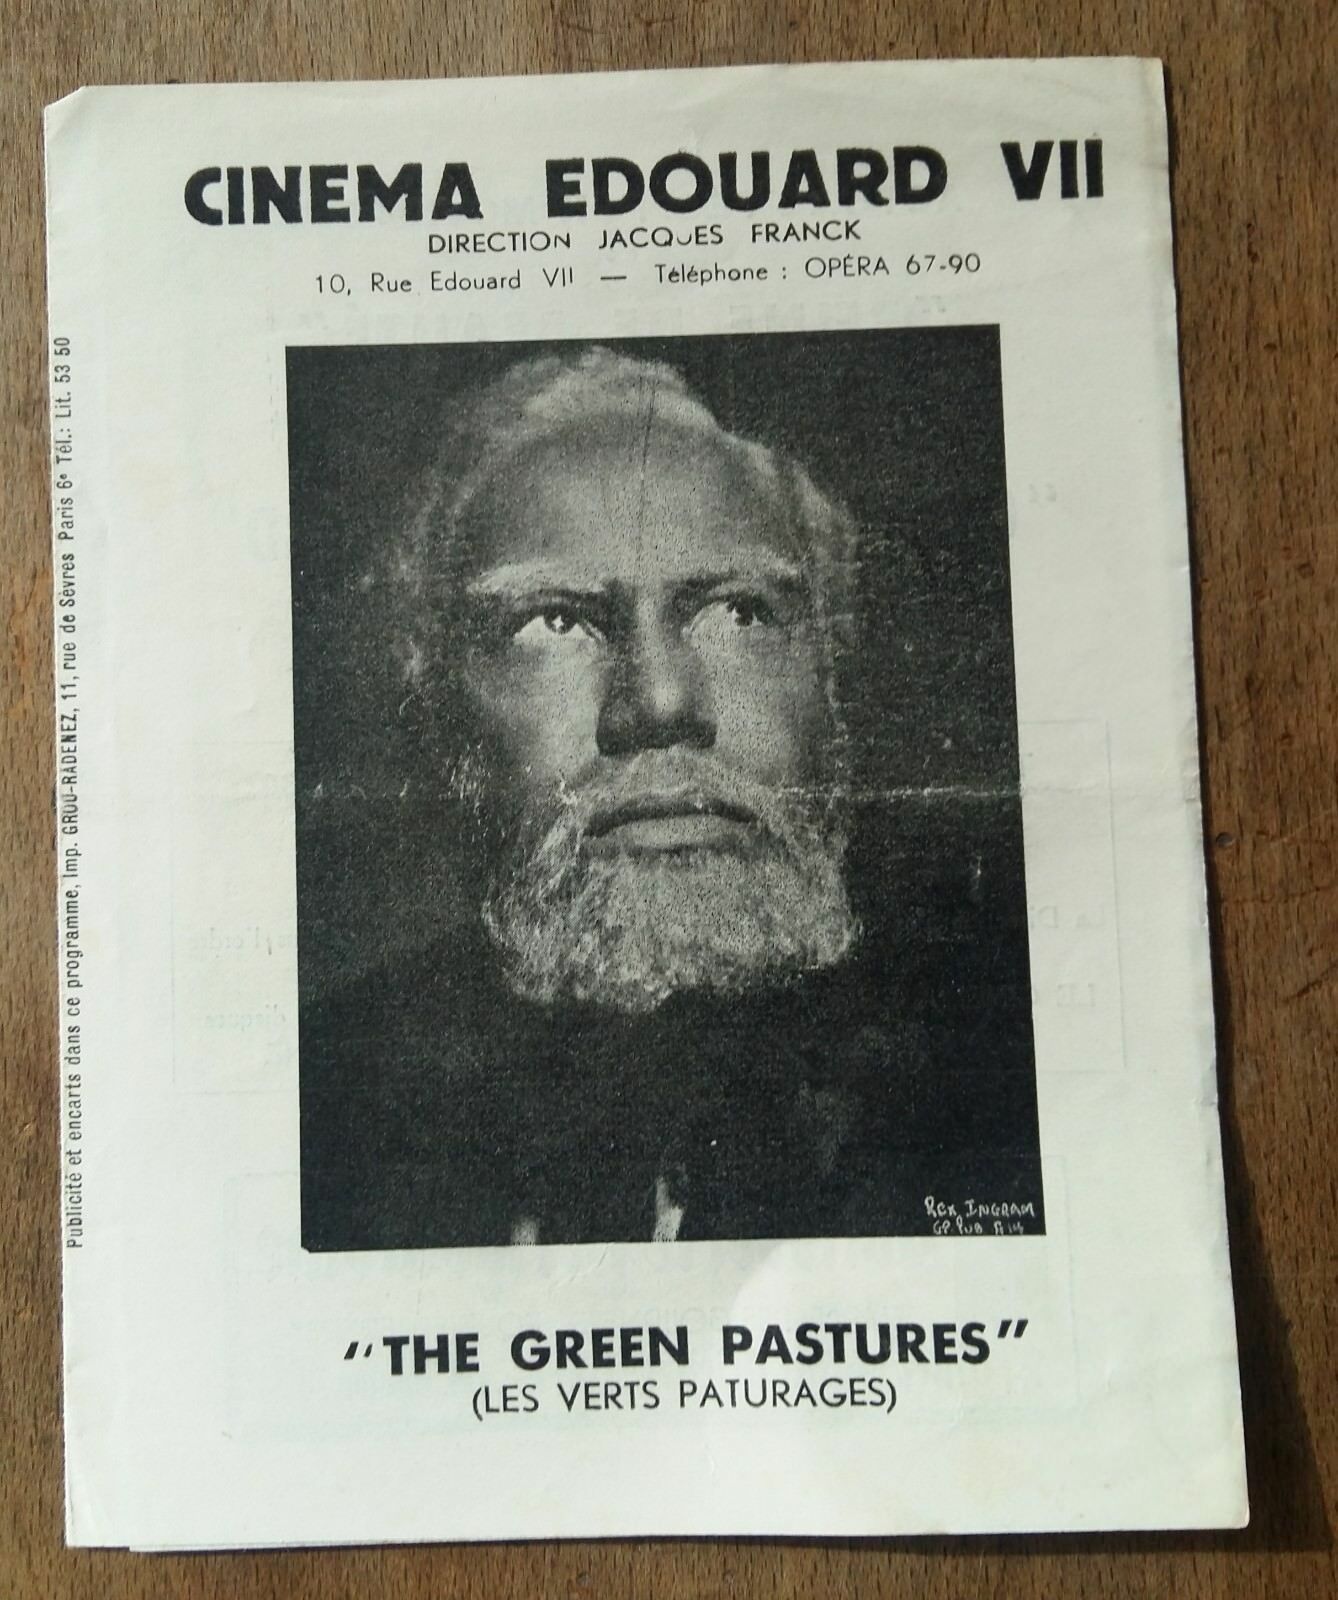 CINEMA EDOUARD VII
DIRECTION JACQUES FRANCK
10, Rue Edouard VII — Téléphone : OPÉRA 67-90
Publicité et encarts dans ce programme, Imp. GROU-RADENEZ, 11, rue de Sèvres Paris 6e Tél.: Lit. 53 50
REX INGRAM
"THE GREEN PASTURES"
(LES VERTS PATURAGES)